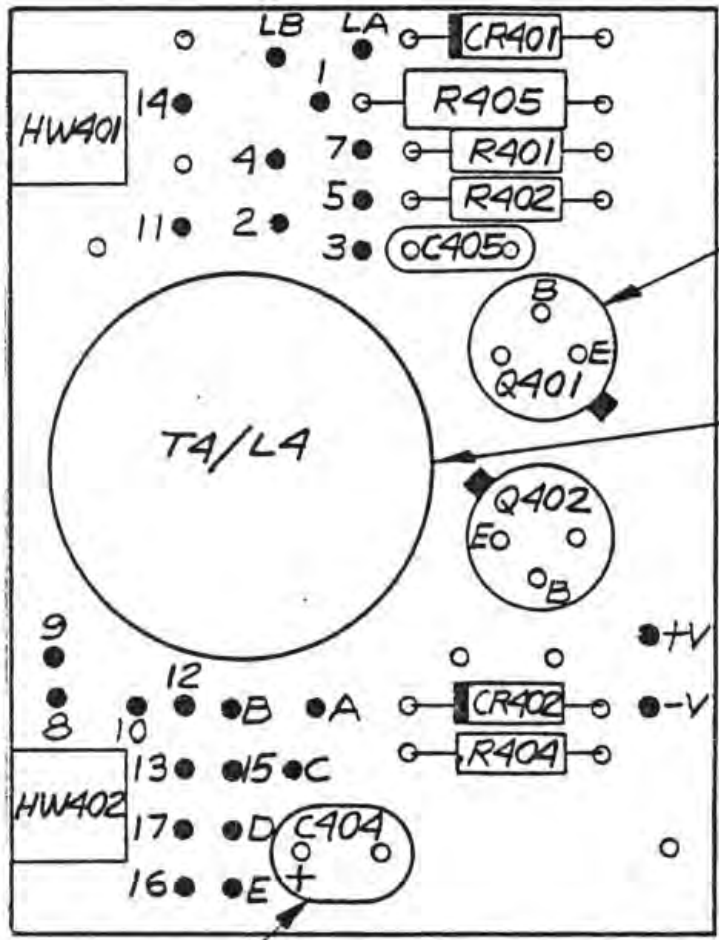 LB LA CR401
1
HW401 14 R405
4 7 R401
5 R402
11 2 3 C405
B
E
Q401
T4/L4
Q402
E
B
9 +V
12
8 10 B A CR402 -V
13 15 C R404
HW402
17 D C404
16 E +